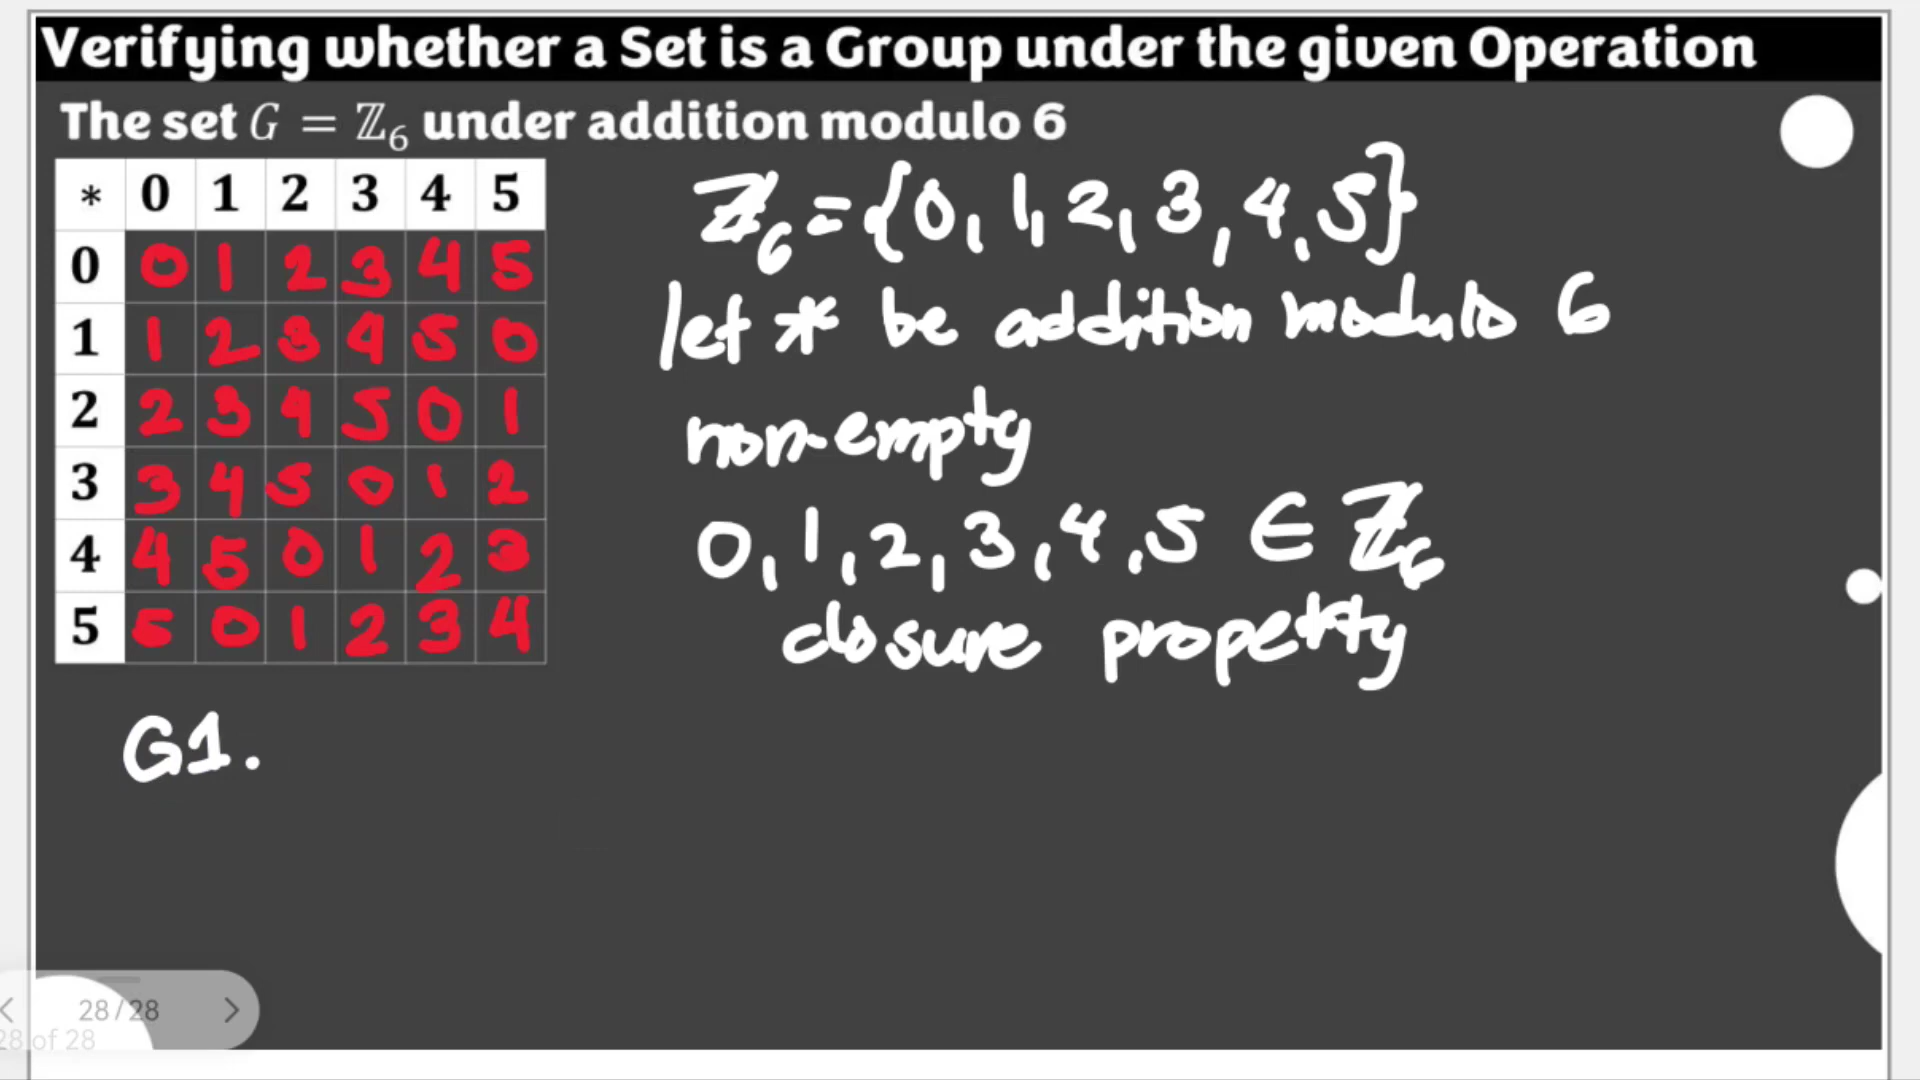 Verifying whether a Set is a Group under the given Operation
The set G = ℤ₆ under addition modulo 6
* 0 1 2 3 4 5
0 0 1 2 3 4 5
1 1 2 3 4 5 0
2 2 3 4 5 0 1
3 3 4 5 0 1 2
4 4 5 0 1 2 3
5 5 0 1 2 3 4
ℤ₆ = {0, 1, 2, 3, 4, 5}
let * be addition modulo 6
non-empty
0, 1, 2, 3, 4, 5 ∈ ℤ₆
closure property
G1.
28/28
28 of 28